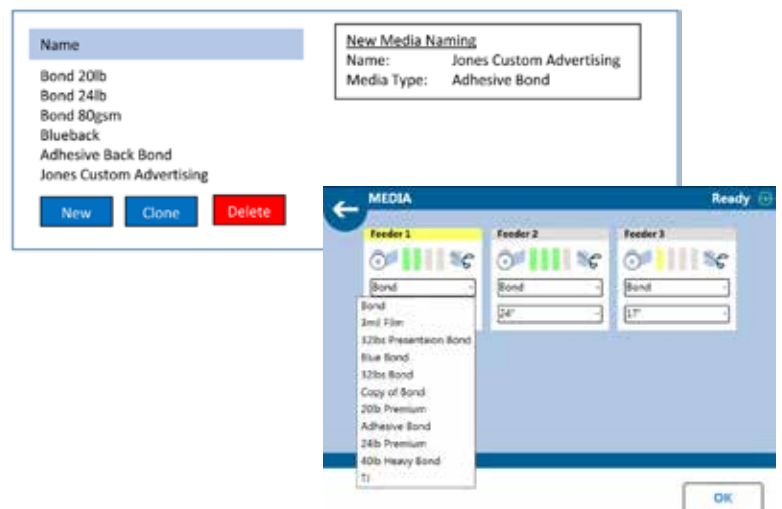 Name
Bond 20lb
Bond 24lb
Bond 80gsm
Blueback
Adhesive Back Bond
Jones Custom Advertising
New Clone Delete
New Media Naming
Name: Jones Custom Advertising
Media Type: Adhesive Bond
MEDIA Ready
Feeder 1 Feeder 2 Feeder 3
Bond Bond Bond
24" 17"
Bond
3mil Film
32lbs Presentaion Bond
Blue Bond
32lbs Bond
Copy of Bond
20lb Premium
Adhesive Bond
24lb Premium
40lb Heavy Bond
OK